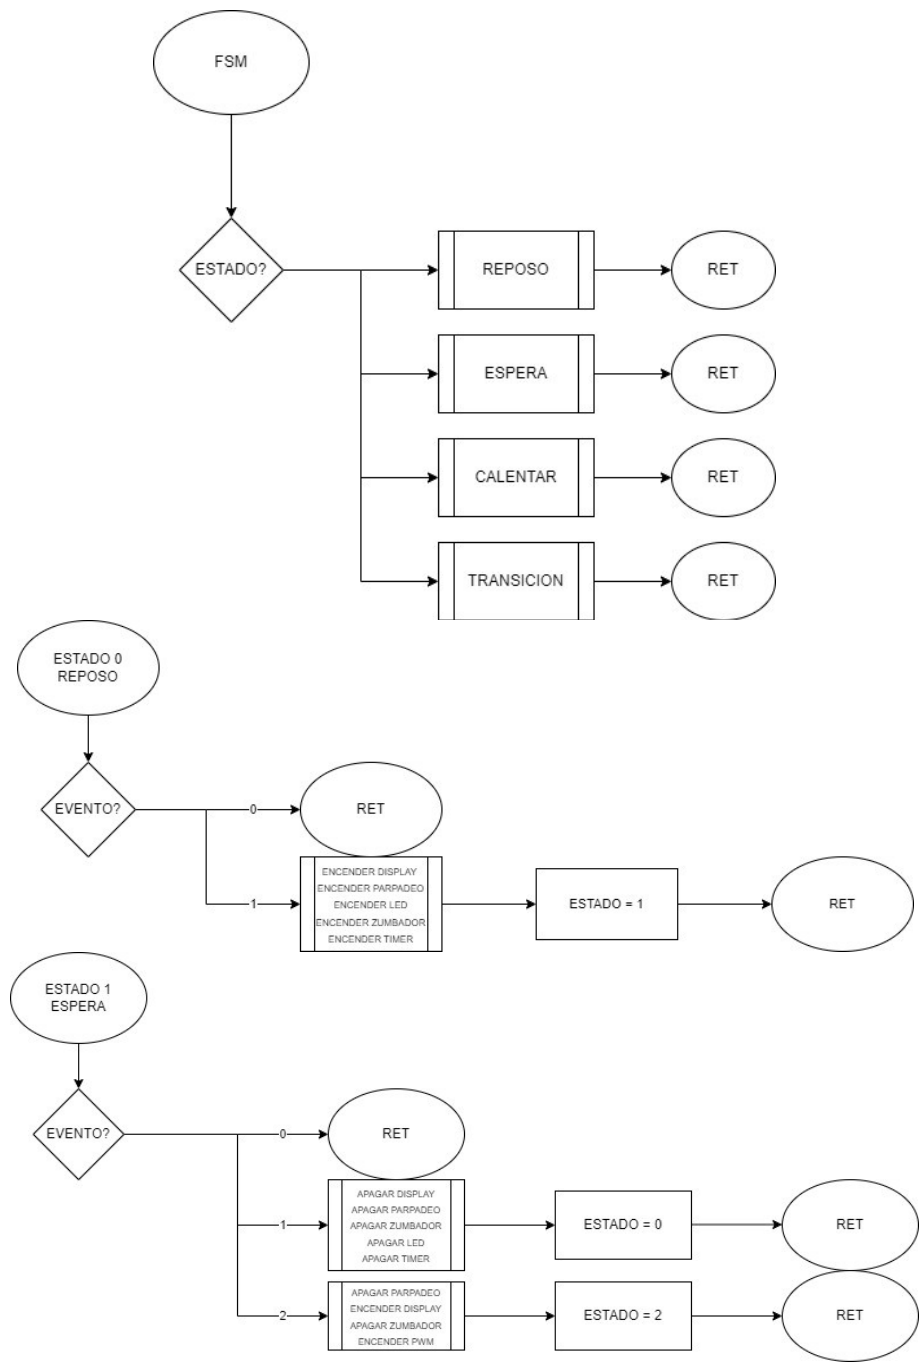 FSM
ESTADO?
REPOSO
RET
ESPERA
RET
CALENTAR
RET
TRANSICION
RET
ESTADO 0
REPOSO
EVENTO?
0
RET
1
ENCENDER DISPLAY
ENCENDER PARPADEO
ENCENDER LED
ENCENDER ZUMBADOR
ENCENDER TIMER
ESTADO = 1
RET
ESTADO 1
ESPERA
EVENTO?
0
RET
1
APAGAR DISPLAY
APAGAR PARPADEO
APAGAR ZUMBADOR
APAGAR LED
APAGAR TIMER
ESTADO = 0
RET
2
APAGAR PARPADEO
ENCENDER DISPLAY
APAGAR ZUMBADOR
ENCENDER PWM
ESTADO = 2
RET